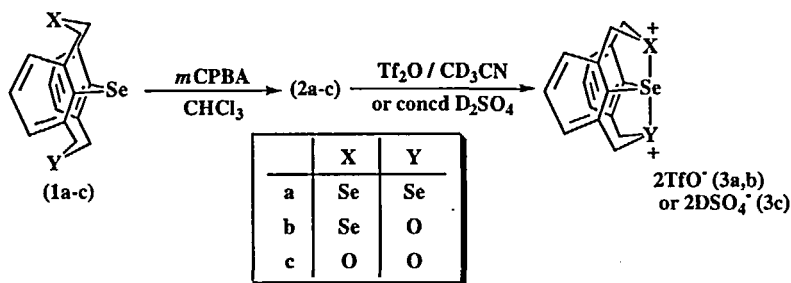 X
Se
Y
(1a-c)
mCPBA
CHCl3
(2a-c)
Tf2O / CD3CN
or concd D2SO4
+
X
Se
Y
+
2TfO- (3a,b)
or 2DSO4- (3c)
X Y
a Se Se
b Se O
c O O